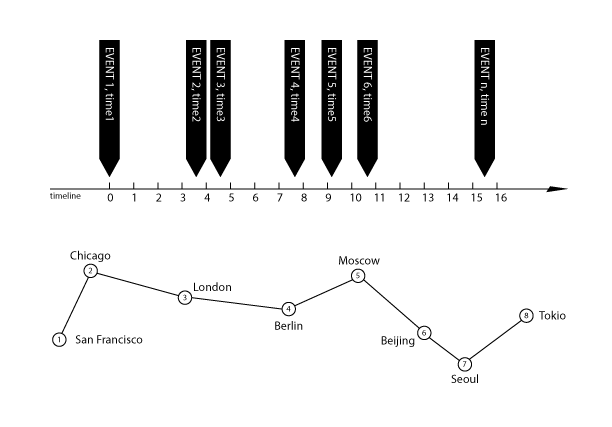 EVENT 1, time1
EVENT 2, time2
EVENT 3, time3
EVENT 4, time4
EVENT 5, time5
EVENT 6, time6
EVENT n, time n
timeline 0 1 2 3 4 5 6 7 8 9 10 11 12 13 14 15 16
Chicago
2
Moscow
5
London
3
4
Berlin
8 Tokio
6
Beijing
1 San Francisco
7
Seoul